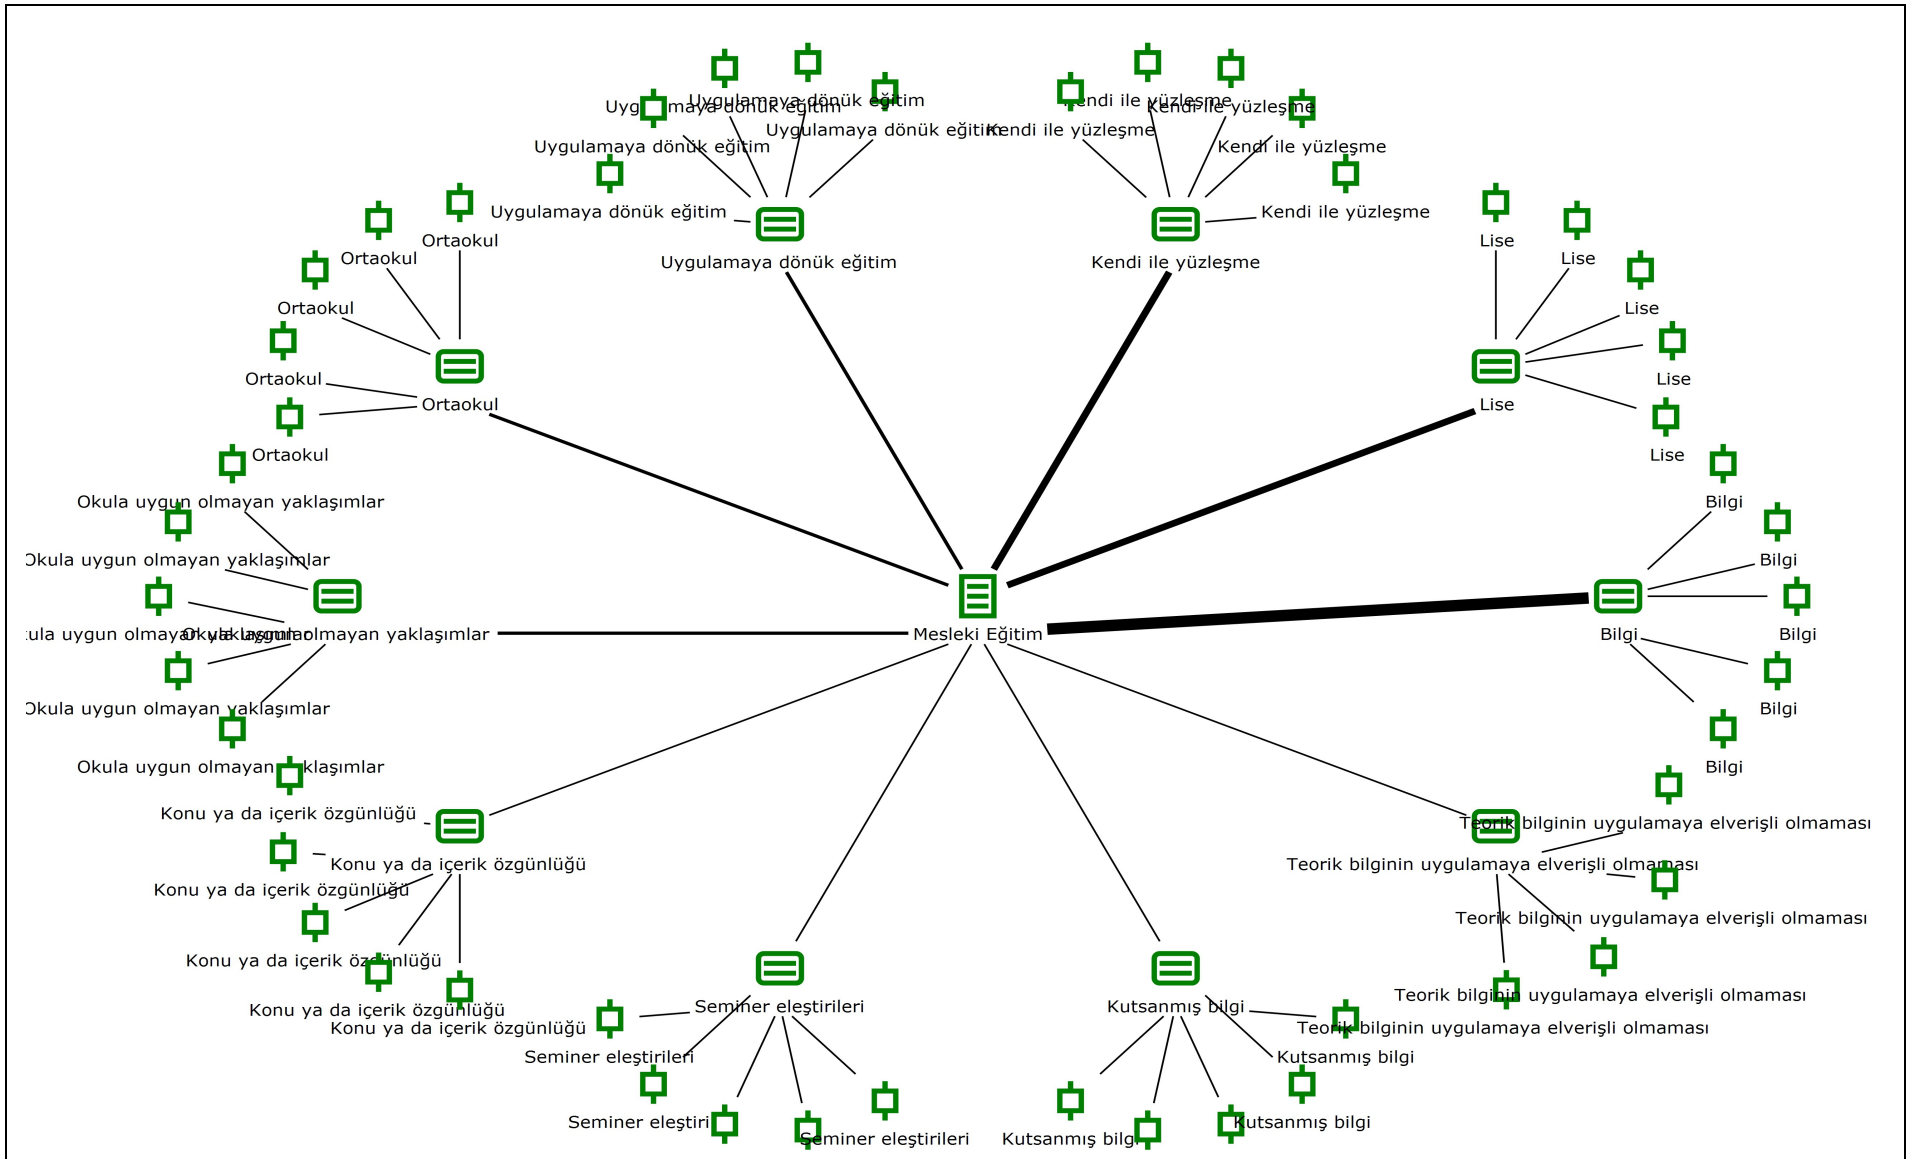 Uygulamaya dönük eğitim
Uygulamaya dönük eğitim
Uygulamaya dönük eğitim
Uygulamaya dönük eğitim
Uygulamaya dönük eğitim
Uygulamaya dönük eğitim
Kendi ile yüzleşme
Kendi ile yüzleşme
Kendi ile yüzleşme
Kendi ile yüzleşme
Kendi ile yüzleşme
Kendi ile yüzleşme
Ortaokul
Ortaokul
Ortaokul
Ortaokul
Ortaokul
Ortaokul
Lise
Lise
Lise
Lise
Lise
Lise
Okula uygun olmayan yaklaşımlar
Okula uygun olmayan yaklaşımlar
kula uygun olmayan yaklaşımlar
Okula uygun olmayan yaklaşımlar
Okula uygun olmayan yaklaşımlar
Okula uygun olmayan yaklaşımlar
Mesleki Eğitim
Bilgi
Bilgi
Bilgi
Bilgi
Bilgi
Bilgi
Konu ya da içerik özgünlüğü
Konu ya da içerik özgünlüğü
Konu ya da içerik özgünlüğü
Konu ya da içerik özgünlüğü
Konu ya da içerik özgünlüğü
Konu ya da içerik özgünlüğü
Teorik bilginin uygulamaya elverişli olmaması
Teorik bilginin uygulamaya elverişli olmaması
Teorik bilginin uygulamaya elverişli olmaması
Teorik bilginin uygulamaya elverişli olmaması
Teorik bilginin uygulamaya elverişli olmaması
Seminer eleştirileri
Seminer eleştirileri
Seminer eleştiri
Seminer eleştirileri
Kutsanmış bilgi
Kutsanmış bilgi
Kutsanmış bilgi
Kutsanmış bilgi